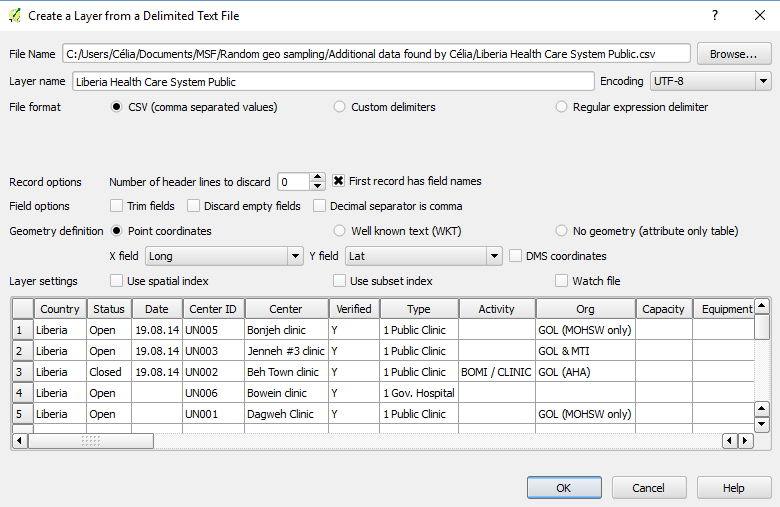 Create a Layer from a Delimited Text File ?
File Name C:/Users/Célia/Documents/MSF/Random geo sampling/Additional data found by Célia/Liberia Health Care System Public.csv Browse...
Layer name Liberia Health Care System Public Encoding UTF-8
File format CSV (comma separated values) Custom delimiters Regular expression delimiter
Record options Number of header lines to discard 0 First record has field names
Field options Trim fields Discard empty fields Decimal separator is comma
Geometry definition Point coordinates Well known text (WKT) No geometry (attribute only table)
X field Long Y field Lat DMS coordinates
Layer settings Use spatial index Use subset index Watch file
Country Status Date Center ID Center Verified Type Activity Org Capacity Equipment
1 Liberia Open 19.08.14 UN005 Bonjeh clinic Y 1 Public Clinic GOL (MOHSW only)
2 Liberia Open 19.08.14 UN003 Jenneh #3 clinic Y 1 Public Clinic GOL & MTI
3 Liberia Closed 19.08.14 UN002 Beh Town clinic Y 1 Public Clinic BOMI / CLINIC GOL (AHA)
4 Liberia Open UN006 Bowein clinic Y 1 Gov. Hospital
5 Liberia Open UN001 Dagweh Clinic Y 1 Public Clinic GOL (MOHSW only)
OK Cancel Help